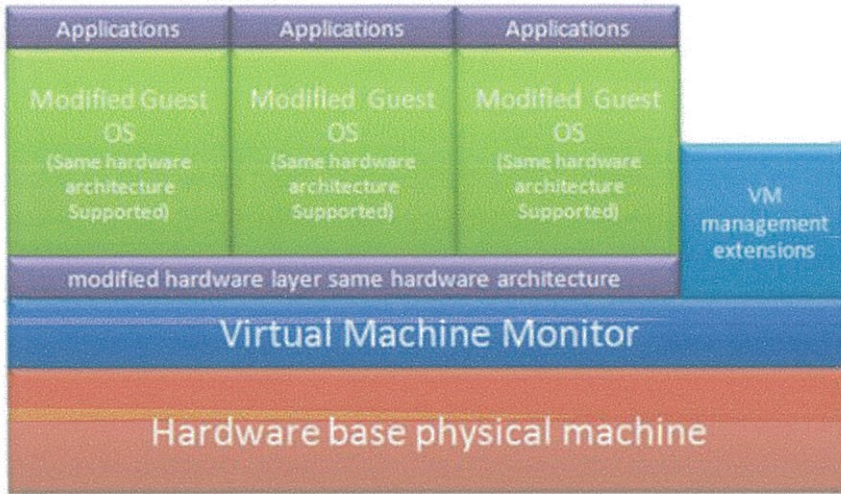 Applications
Applications
Applications
Modified Guest
OS
(Same hardware
architecture
Supported)
Modified Guest
OS
(Same hardware
architecture
Supported)
Modified Guest
OS
(Same hardware
architecture
Supported)
VM
management
extensions
modified hardware layer same hardware architecture
Virtual Machine Monitor
Hardware base physical machine